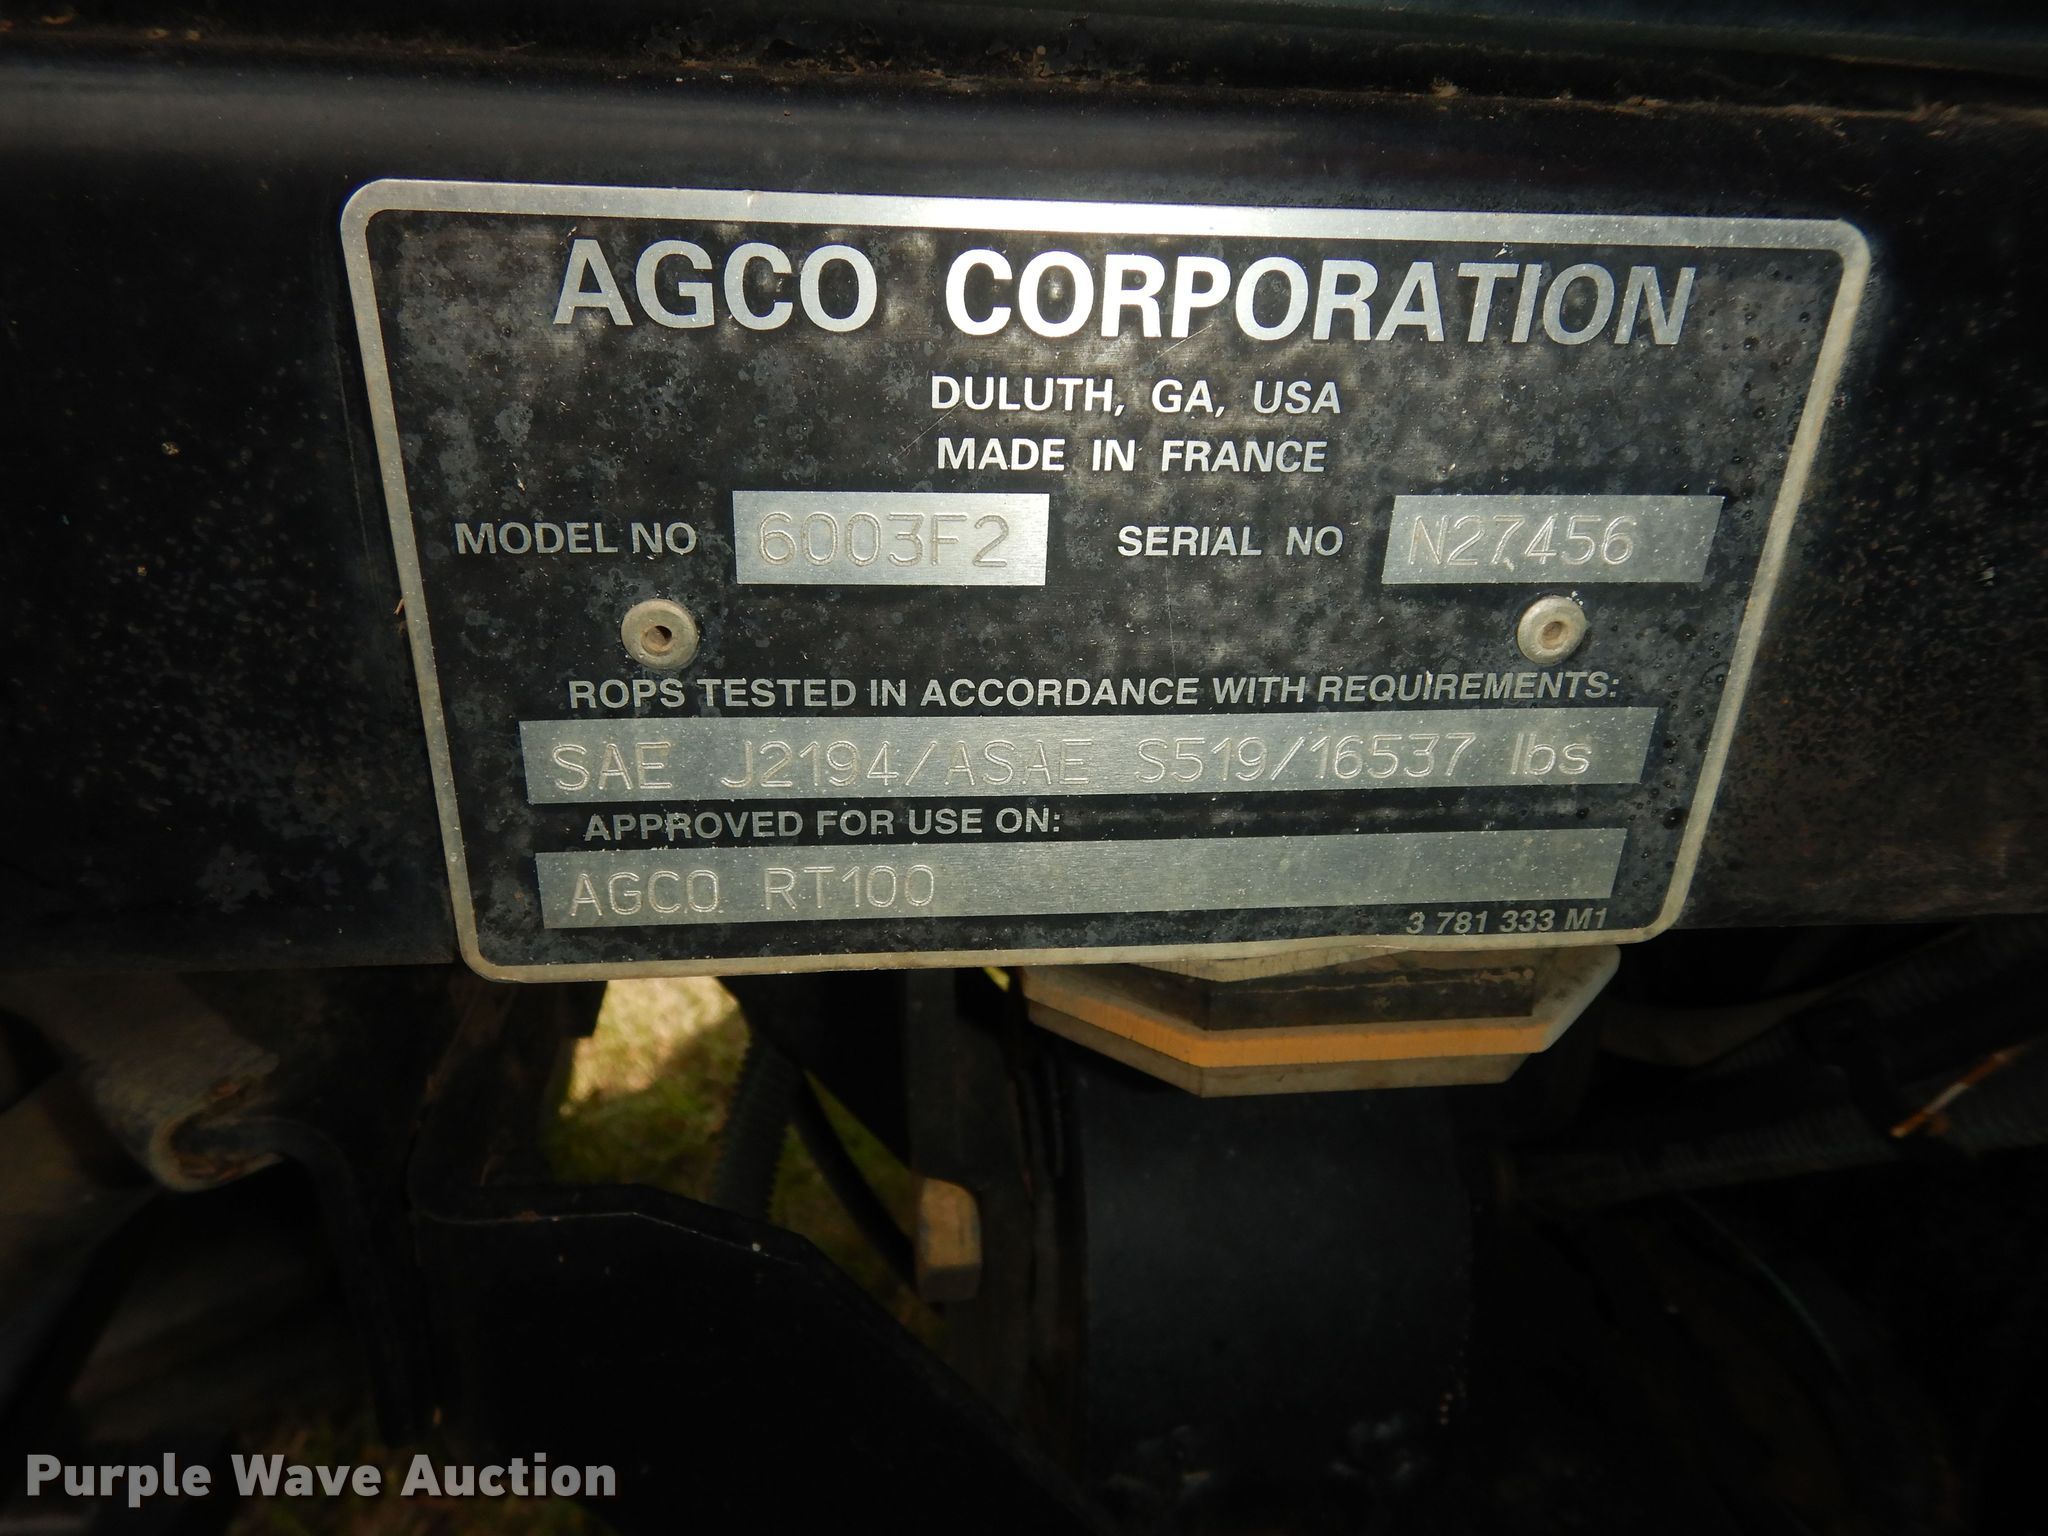 AGCO CORPORATION
DULUTH, GA, USA
MADE IN FRANCE
MODEL NO 6003F2 SERIAL NO N27456
ROPS TESTED IN ACCORDANCE WITH REQUIREMENTS:
SAE J2194/ASAE S519/16537 lbs
APPROVED FOR USE ON:
AGCO RT100
3 781 333 M1
Purple Wave Auction